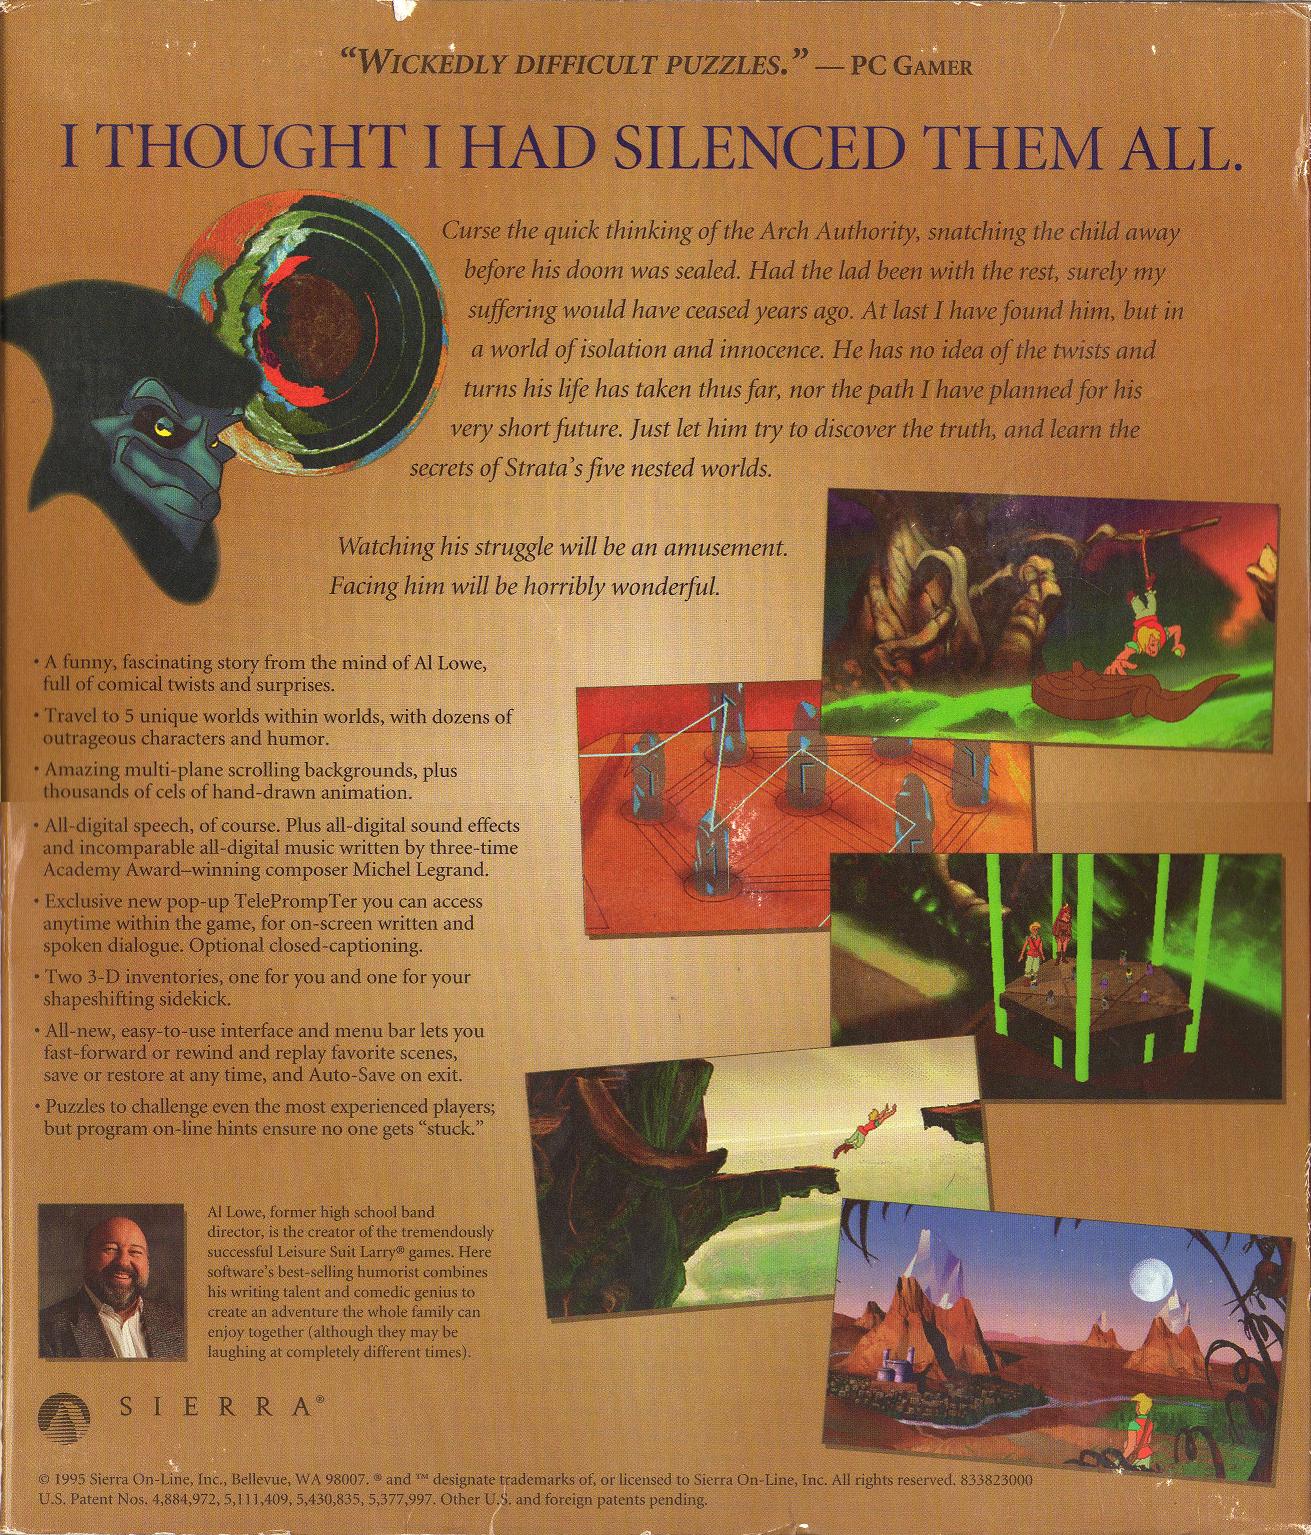 “WICKEDLY DIFFICULT PUZZLES.” — PC GAMER
I THOUGHT I HAD SILENCED THEM ALL.
Curse the quick thinking of the Arch Authority, snatching the child away
before his doom was sealed. Had the lad been with the rest, surely my
suffering would have ceased years ago. At last I have found him, but in
a world of isolation and innocence. He has no idea of the twists and
turns his life has taken thus far, nor the path I have planned for his
very short future. Just let him try to discover the truth, and learn the
secrets of Strata’s five nested worlds.
Watching his struggle will be an amusement.
Facing him will be horribly wonderful.
• A funny, fascinating story from the mind of Al Lowe,
full of comical twists and surprises.
• Travel to 5 unique worlds within worlds, with dozens of
outrageous characters and humor.
• Amazing multi-plane scrolling backgrounds, plus
thousands of cels of hand-drawn animation.
• All-digital speech, of course. Plus all-digital sound effects
and incomparable all-digital music written by three-time
Academy Award–winning composer Michel Legrand.
• Exclusive new pop-up TelePrompTer you can access
anytime within the game, for on-screen written and
spoken dialogue. Optional closed-captioning.
• Two 3-D inventories, one for you and one for your
shapeshifting sidekick.
• All-new, easy-to-use interface and menu bar lets you
fast-forward or rewind and replay favorite scenes,
save or restore at any time, and Auto-Save on exit.
• Puzzles to challenge even the most experienced players;
but program on-line hints ensure no one gets “stuck.”
Al Lowe, former high school band
director, is the creator of the tremendously
successful Leisure Suit Larry® games. Here
software’s best-selling humorist combines
his writing talent and comedic genius to
create an adventure the whole family can
enjoy together (although they may be
laughing at completely different times).
SIERRA®
© 1995 Sierra On-Line, Inc., Bellevue, WA 98007. ® and ™ designate trademarks of, or licensed to Sierra On-Line, Inc. All rights reserved. 833823000
U.S. Patent Nos. 4,884,972, 5,111,409, 5,430,835, 5,377,997. Other U.S. and foreign patents pending.